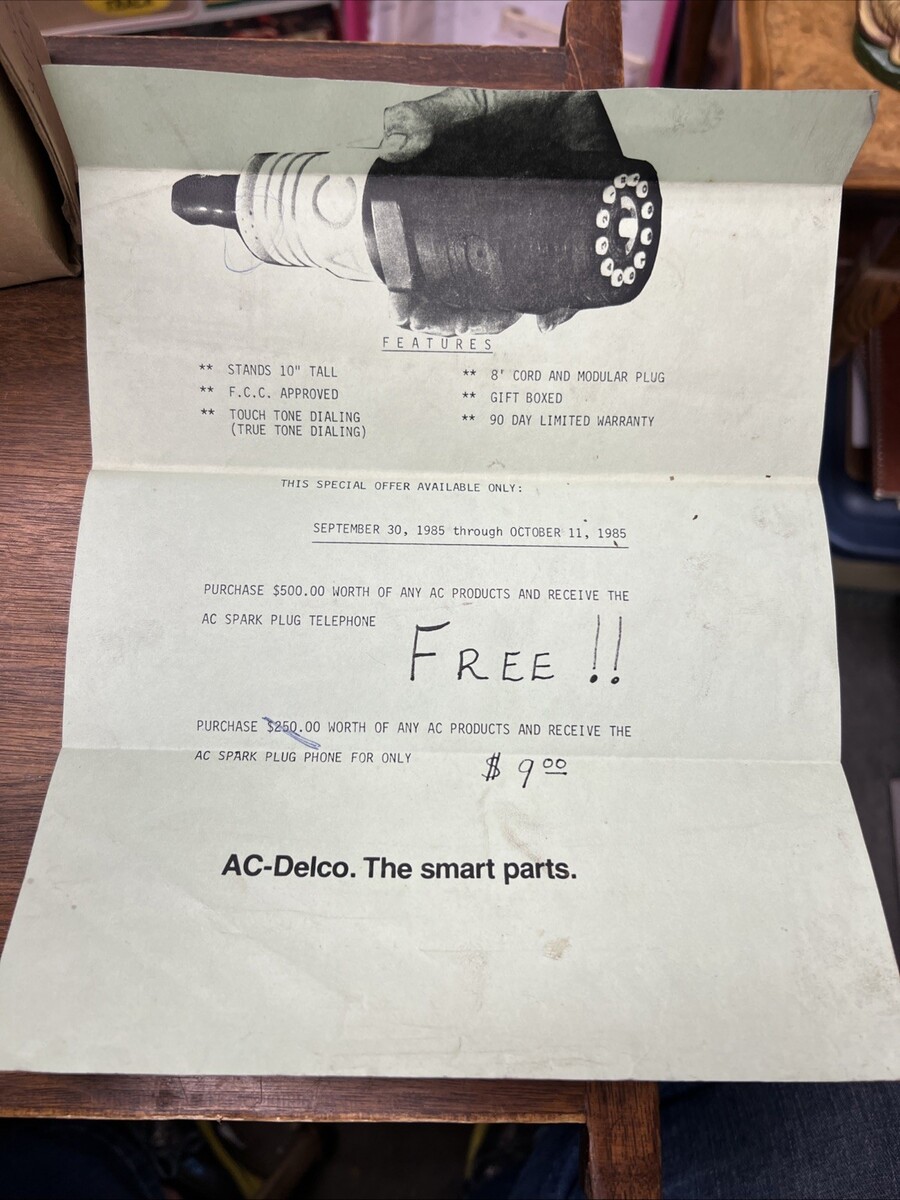 TRACK
FEATURES
** STANDS 10" TALL
** F.C.C. APPROVED
** TOUCH TONE DIALING
(TRUE TONE DIALING)
** 8' CORD AND MODULAR PLUG
** GIFT BOXED
** 90 DAY LIMITED WARRANTY
THIS SPECIAL OFFER AVAILABLE ONLY:
SEPTEMBER 30, 1985 through OCTOBER 11, 1985
PURCHASE $500.00 WORTH OF ANY AC PRODUCTS AND RECEIVE THE
AC SPARK PLUG TELEPHONE
FREE !!
PURCHASE $250.00 WORTH OF ANY AC PRODUCTS AND RECEIVE THE
AC SPARK PLUG PHONE FOR ONLY
$ 9 00
AC-Delco. The smart parts.